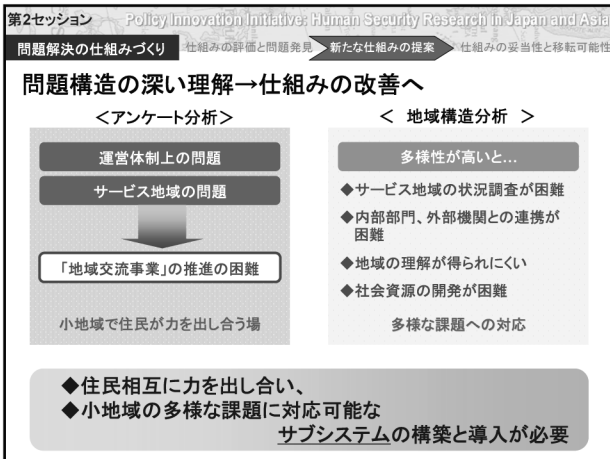 第2セッション
Policy Innovation Initiative: Human Security Research in Japan and Asia
問題解決の仕組みづくり 仕組みの評価と問題発見 新たな仕組みの提案 仕組みの妥当性と移転可能性
問題構造の深い理解→仕組みの改善へ
＜アンケート分析＞
運営体制上の問題
サービス地域の問題
「地域交流事業」の推進の困難
小地域で住民が力を出し合う場
＜ 地域構造分析 ＞
多様性が高いと…
◆サービス地域の状況調査が困難
◆内部部門、外部機関との連携が
困難
◆地域の理解が得られにくい
◆社会資源の開発が困難
多様な課題への対応
◆住民相互に力を出し合い、
◆小地域の多様な課題に対応可能な
サブシステムの構築と導入が必要